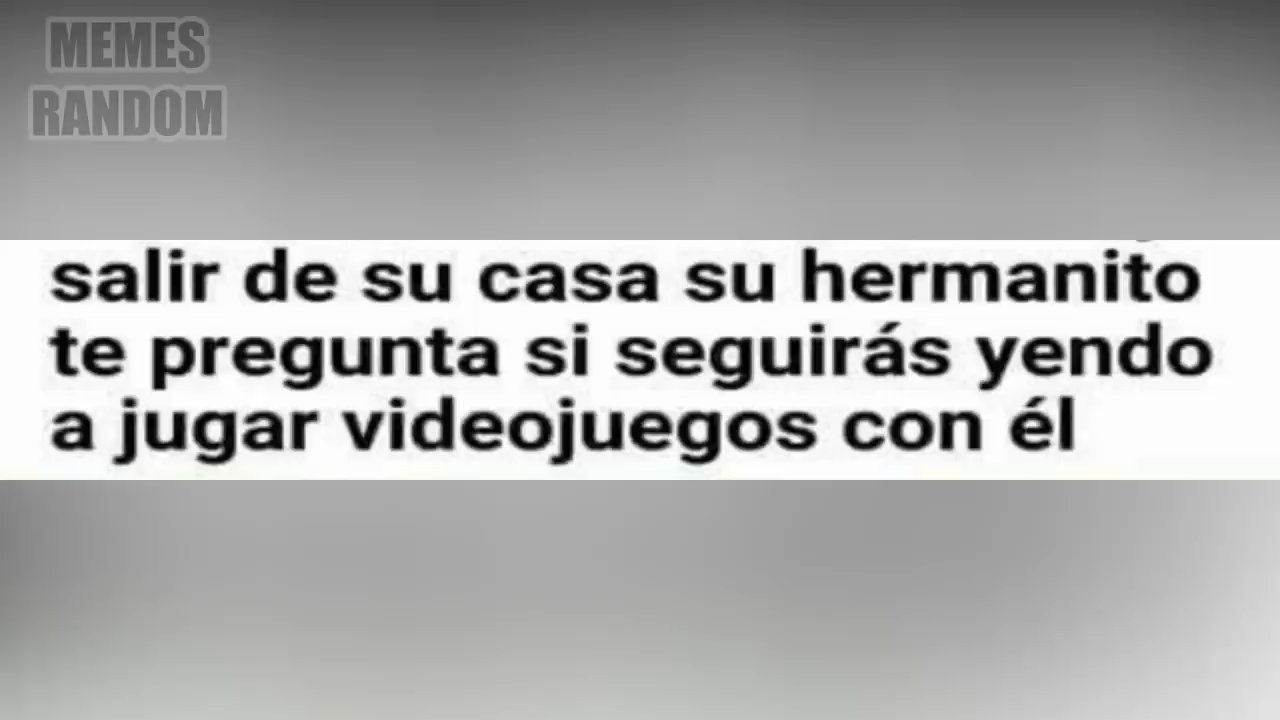 MEMES
RANDOM
salir de su casa su hermanito
te pregunta si seguirás yendo
a jugar videojuegos con él